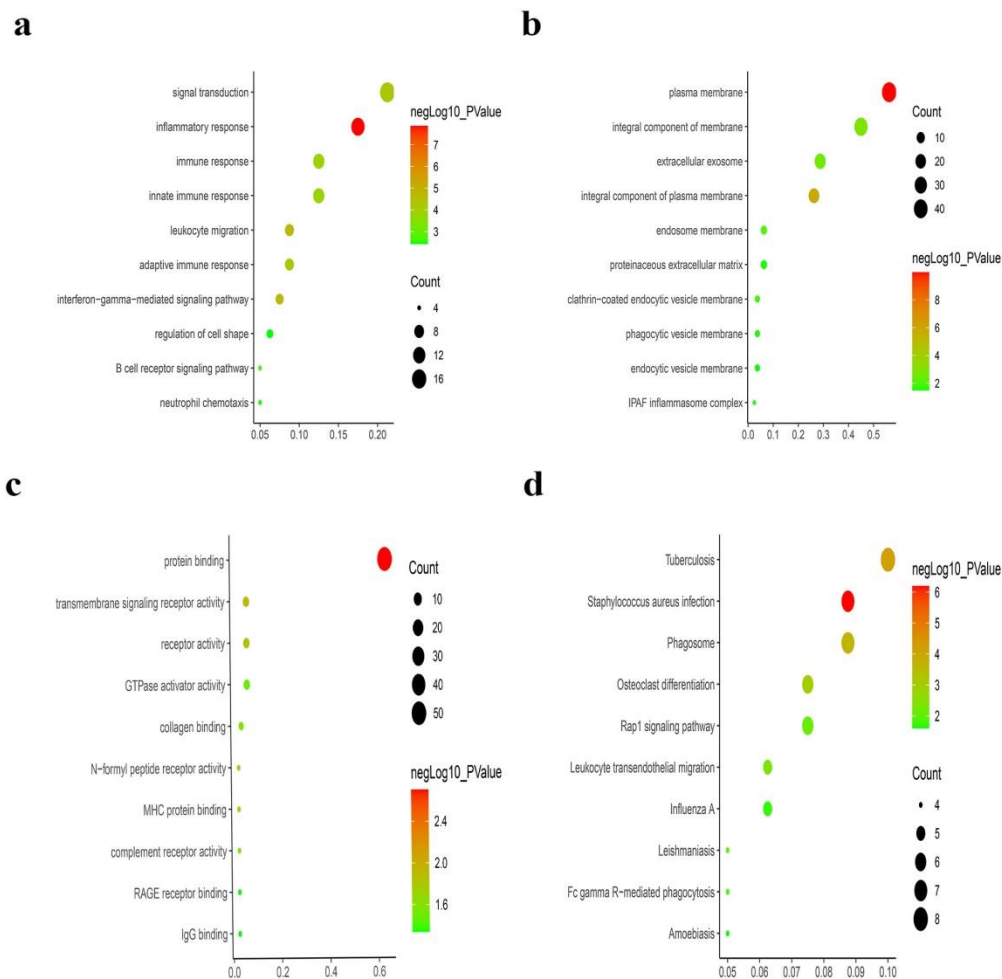 a
signal transduction
inflammatory response
immune response
innate immune response
leukocyte migration
adaptive immune response
interferon-gamma-mediated signaling pathway
regulation of cell shape
B cell receptor signaling pathway
neutrophil chemotaxis
0.05 0.10 0.15 0.20
negLog10_PValue
7
6
5
4
3
Count
4
8
12
16
b
plasma membrane
integral component of membrane
extracellular exosome
integral component of plasma membrane
endosome membrane
proteinaceous extracellular matrix
clathrin-coated endocytic vesicle membrane
phagocytic vesicle membrane
endocytic vesicle membrane
IPAF inflammasome complex
0.0 0.1 0.2 0.3 0.4 0.5
Count
10
20
30
40
negLog10_PValue
8
6
4
2
c
protein binding
transmembrane signaling receptor activity
receptor activity
GTPase activator activity
collagen binding
N-formyl peptide receptor activity
MHC protein binding
complement receptor activity
RAGE receptor binding
IgG binding
0.0 0.2 0.4 0.6
Count
10
20
30
40
50
negLog10_PValue
2.4
2.0
1.6
d
Tuberculosis
Staphylococcus aureus infection
Phagosome
Osteoclast differentiation
Rap1 signaling pathway
Leukocyte transendothelial migration
Influenza A
Leishmaniasis
Fc gamma R-mediated phagocytosis
Amoebiasis
0.05 0.06 0.07 0.08 0.09 0.10
negLog10_PValue
6
5
4
3
2
Count
4
5
6
7
8